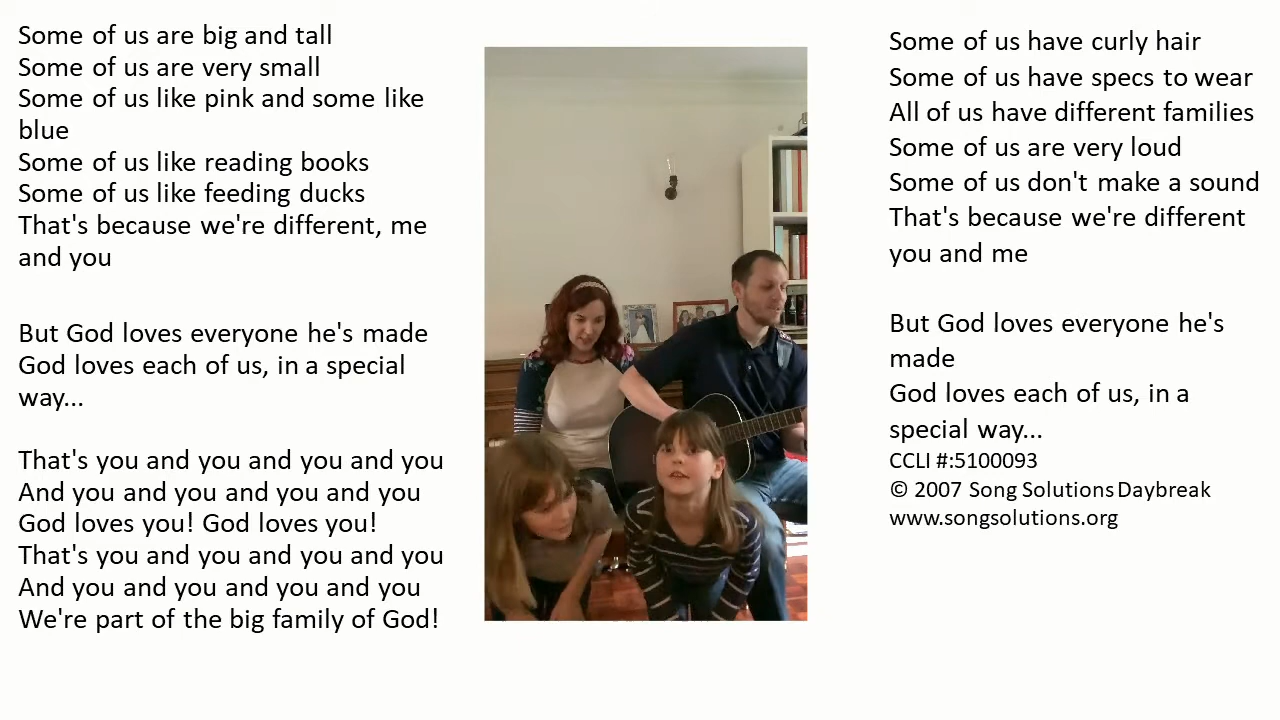 Some of us are big and tall
Some of us are very small
Some of us like pink and some like
blue
Some of us like reading books
Some of us like feeding ducks
That's because we're different, me
and you
But God loves everyone he's made
God loves each of us, in a special
way...
That's you and you and you and you
And you and you and you and you
God loves you! God loves you!
That's you and you and you and you
And you and you and you and you
We're part of the big family of God!
Some of us have curly hair
Some of us have specs to wear
All of us have different families
Some of us are very loud
Some of us don't make a sound
That's because we're different
you and me
But God loves everyone he's
made
God loves each of us, in a
special way...
CCLI #:5100093
© 2007 Song Solutions Daybreak
www.songsolutions.org